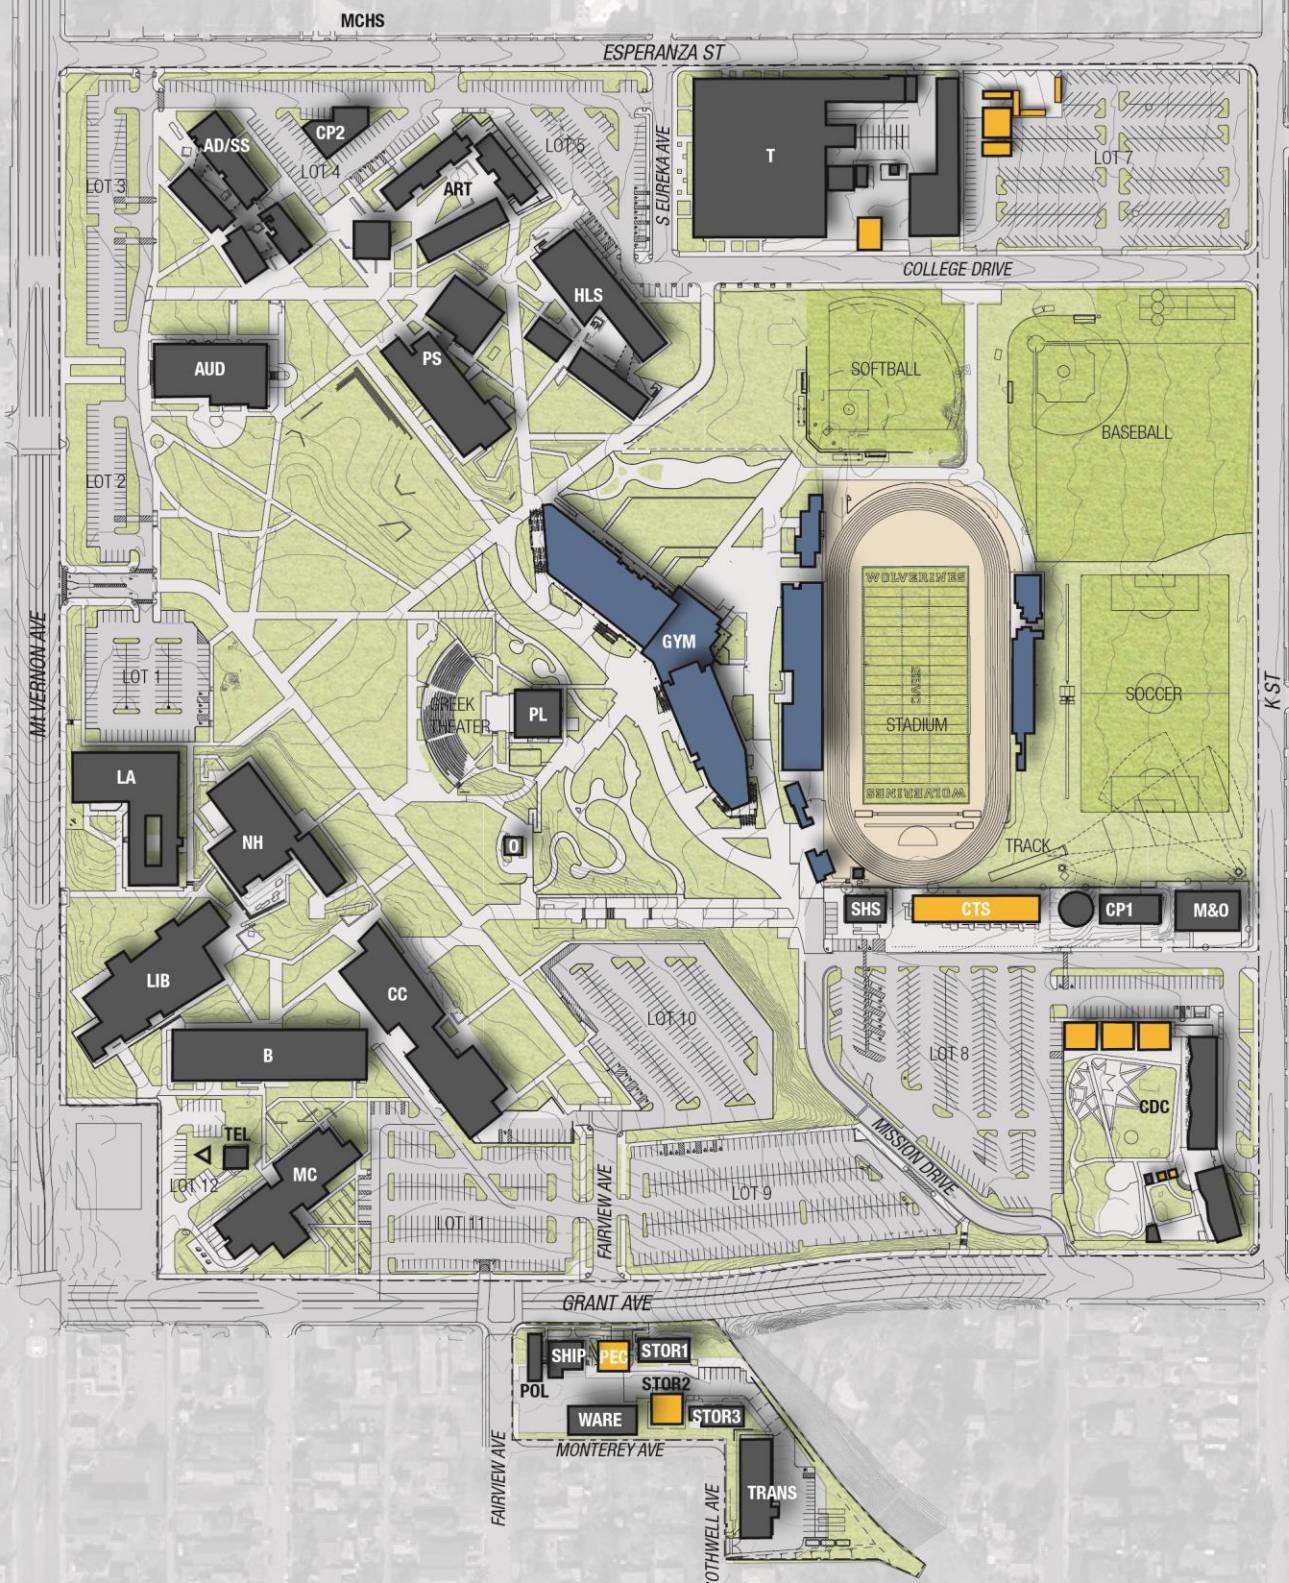 MCHS
ESPERANZA ST
AD/SS
CP2
LOT 4
LOT 5
ART
LOT 3
S EUREKA AVE
T
LOT 7
COLLEGE DRIVE
HLS
PS
AUD
SOFTBALL
BASEBALL
LOT 2
WOLVERINES
GYM
LOT 1
GREEK
THEATER
PL
SBVC
STADIUM
SOCCER
MT VERNON AVE
K ST
LA
WOLVERINES
NH
O
TRACK
SHS
CTS
CP1
M&O
LIB
CC
LOT 10
B
LOT 8
CDC
TEL
MISSION DRIVE
MC
LOT 12
LOT 9
LOT 11
FAIRVIEW AVE
GRANT AVE
SHIP
PEC
STOR1
POL
STOR2
WARE
STOR3
MONTEREY AVE
FAIRVIEW AVE
TRANS
OTHWELL AVE